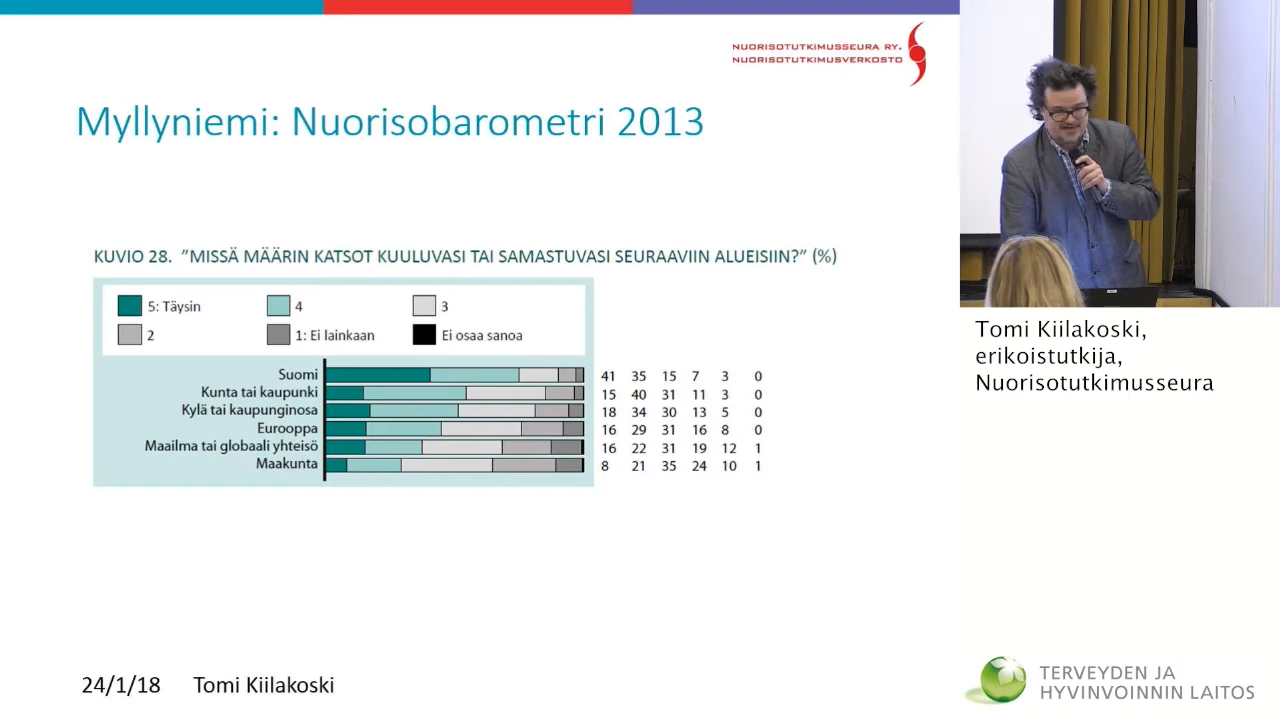 NUORISOTUTKIMUSSEURA RY.
NUORISOTUTKIMUSVERKOSTO
Myllyniemi: Nuorisobarometri 2013
KUVIO 28. ”MISSÄ MÄÄRIN KATSOT KUULUVASI TAI SAMASTUVASI SEURAAVIIN ALUEISIIN?” (%)
5: Täysin 4 3
2 1: Ei lainkaan Ei osaa sanoa
Suomi 41 35 15 7 3 0
Kunta tai kaupunki 15 40 31 11 3 0
Kylä tai kaupunginosa 18 34 30 13 5 0
Eurooppa 16 29 31 16 8 0
Maailma tai globaali yhteisö 16 22 31 19 12 1
Maakunta 8 21 35 24 10 1
24/1/18 Tomi Kiilakoski
Tomi Kiilakoski,
erikoistutkija,
Nuorisotutkimusseura
TERVEYDEN JA
HYVINVOINNIN LAITOS